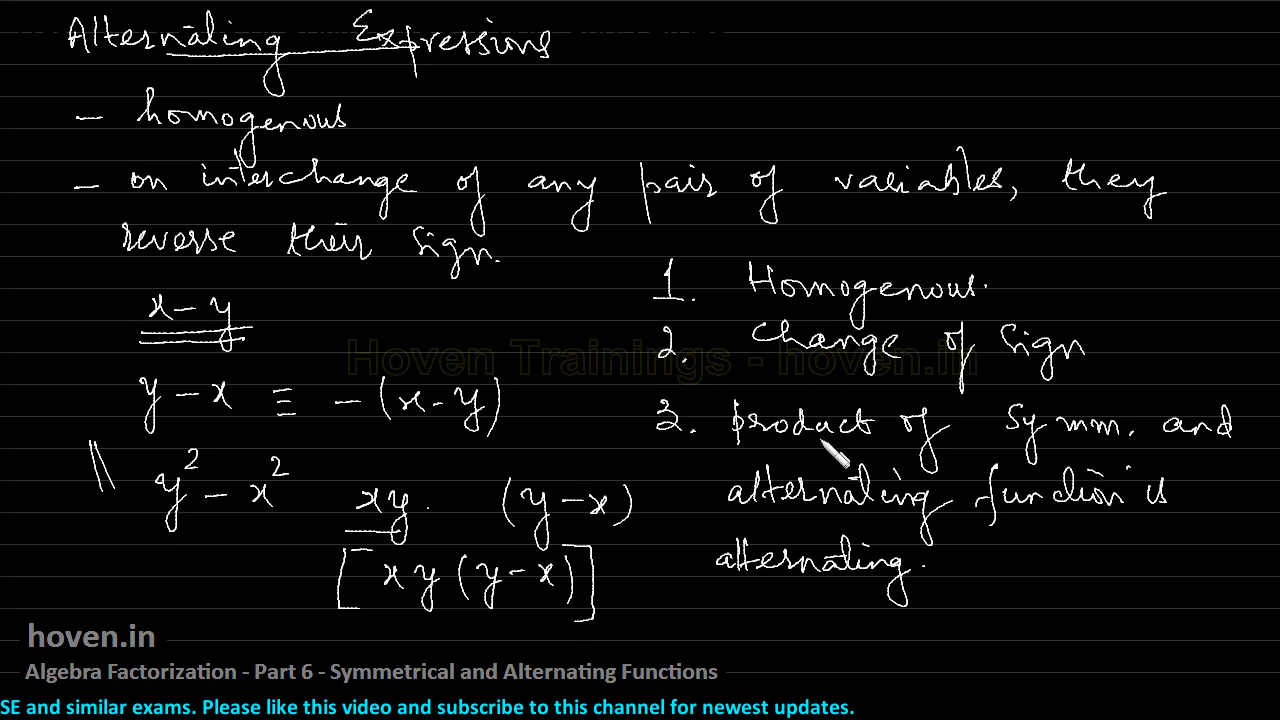 Alternating Expressions
- homogenous
- on interchange of any pair of variables, they
reverse their sign.
x - y
y - x ≡ - (x - y)
y² - x²
xy. (y - x)
[xy (y - x)]
1. Homogenous.
2. Change of Sign
3. product of Symm. and
alternating function is
alternating.
Hoven Trainings - hoven.in
hoven.in
Algebra Factorization - Part 6 - Symmetrical and Alternating Functions
SE and similar exams. Please like this video and subscribe to this channel for newest updates.